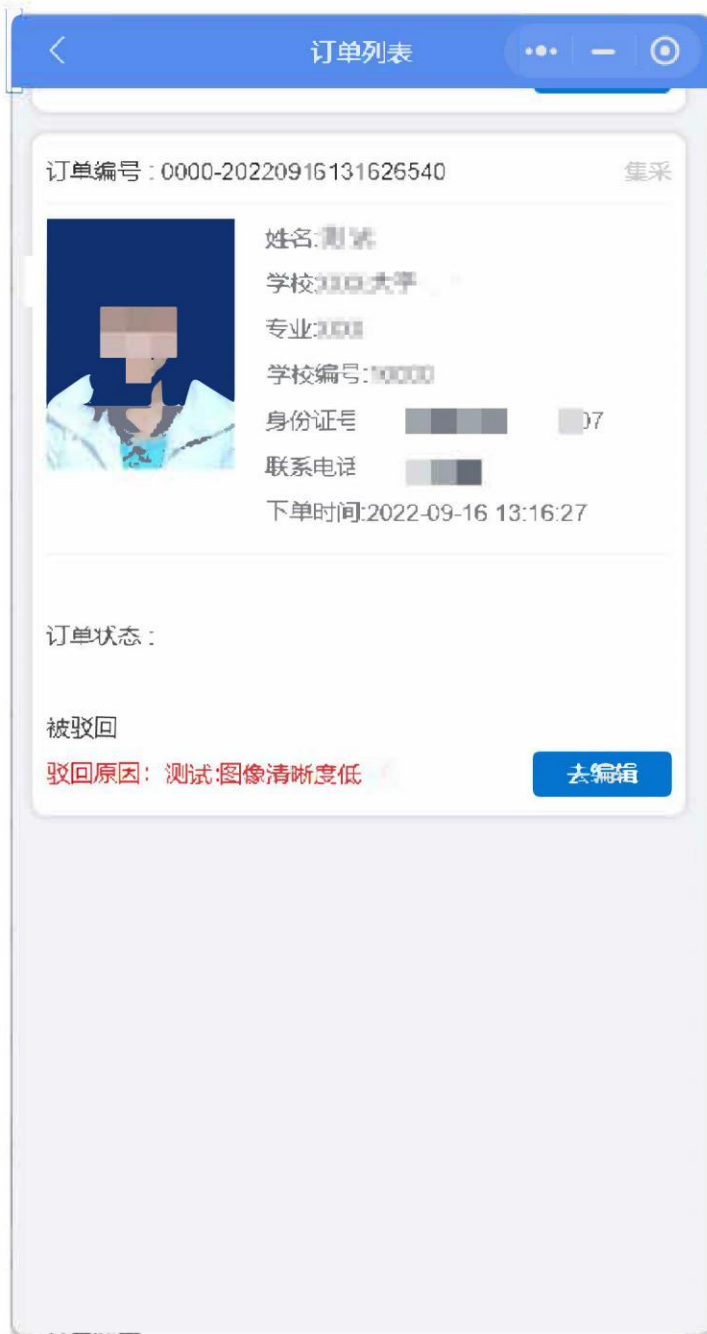 订单列表
订单编号：0000-20220916131626540
集采
姓名:
学校:大学
专业:
学校编号:
身份证号 07
联系电话
下单时间:2022-09-16 13:16:27
订单状态：
被驳回
驳回原因：测试:图像清晰度低
去编辑